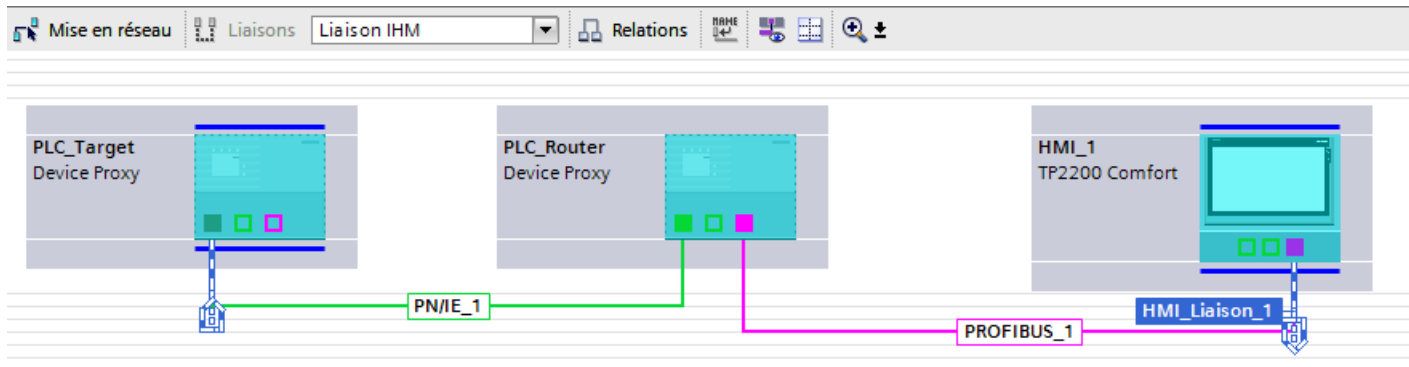 Mise en réseau Liaisons Liaison IHM Relations NAME
PLC_Target
Device Proxy
PLC_Router
Device Proxy
HMI_1
TP2200 Comfort
PN/IE_1
HMI_Liaison_1
PROFIBUS_1